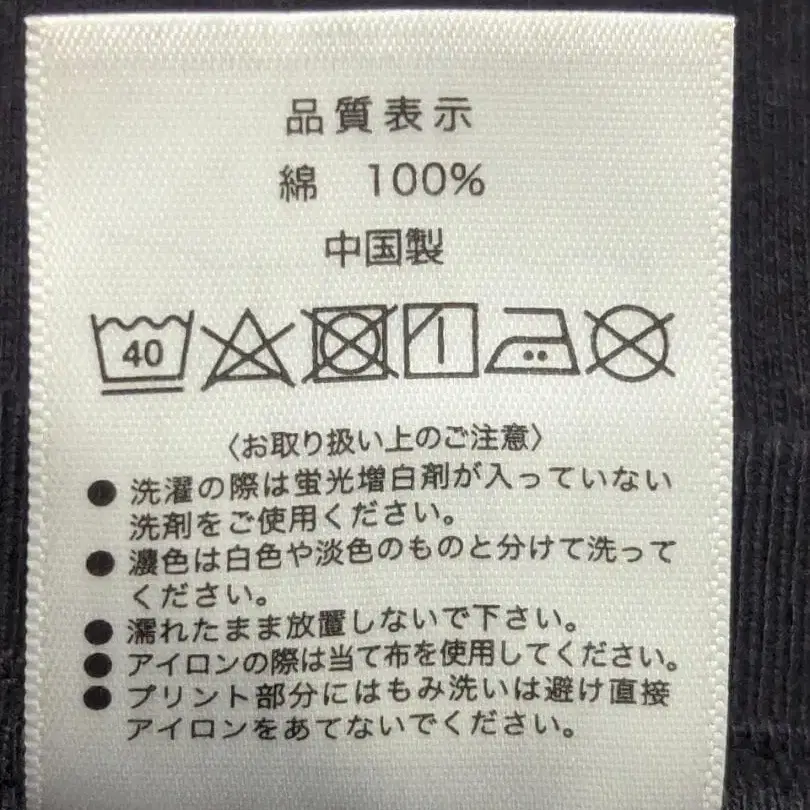 品質表示
綿　100%
中国製
40
〈お取り扱い上のご注意〉
● 洗濯の際は蛍光増白剤が入っていない
洗剤をご使用ください。
● 濃色は白色や淡色のものと分けて洗って
ください。
● 濡れたまま放置しないで下さい。
● アイロンの際は当て布を使用してください。
● プリント部分にはもみ洗いは避け直接
アイロンをあてないでください。